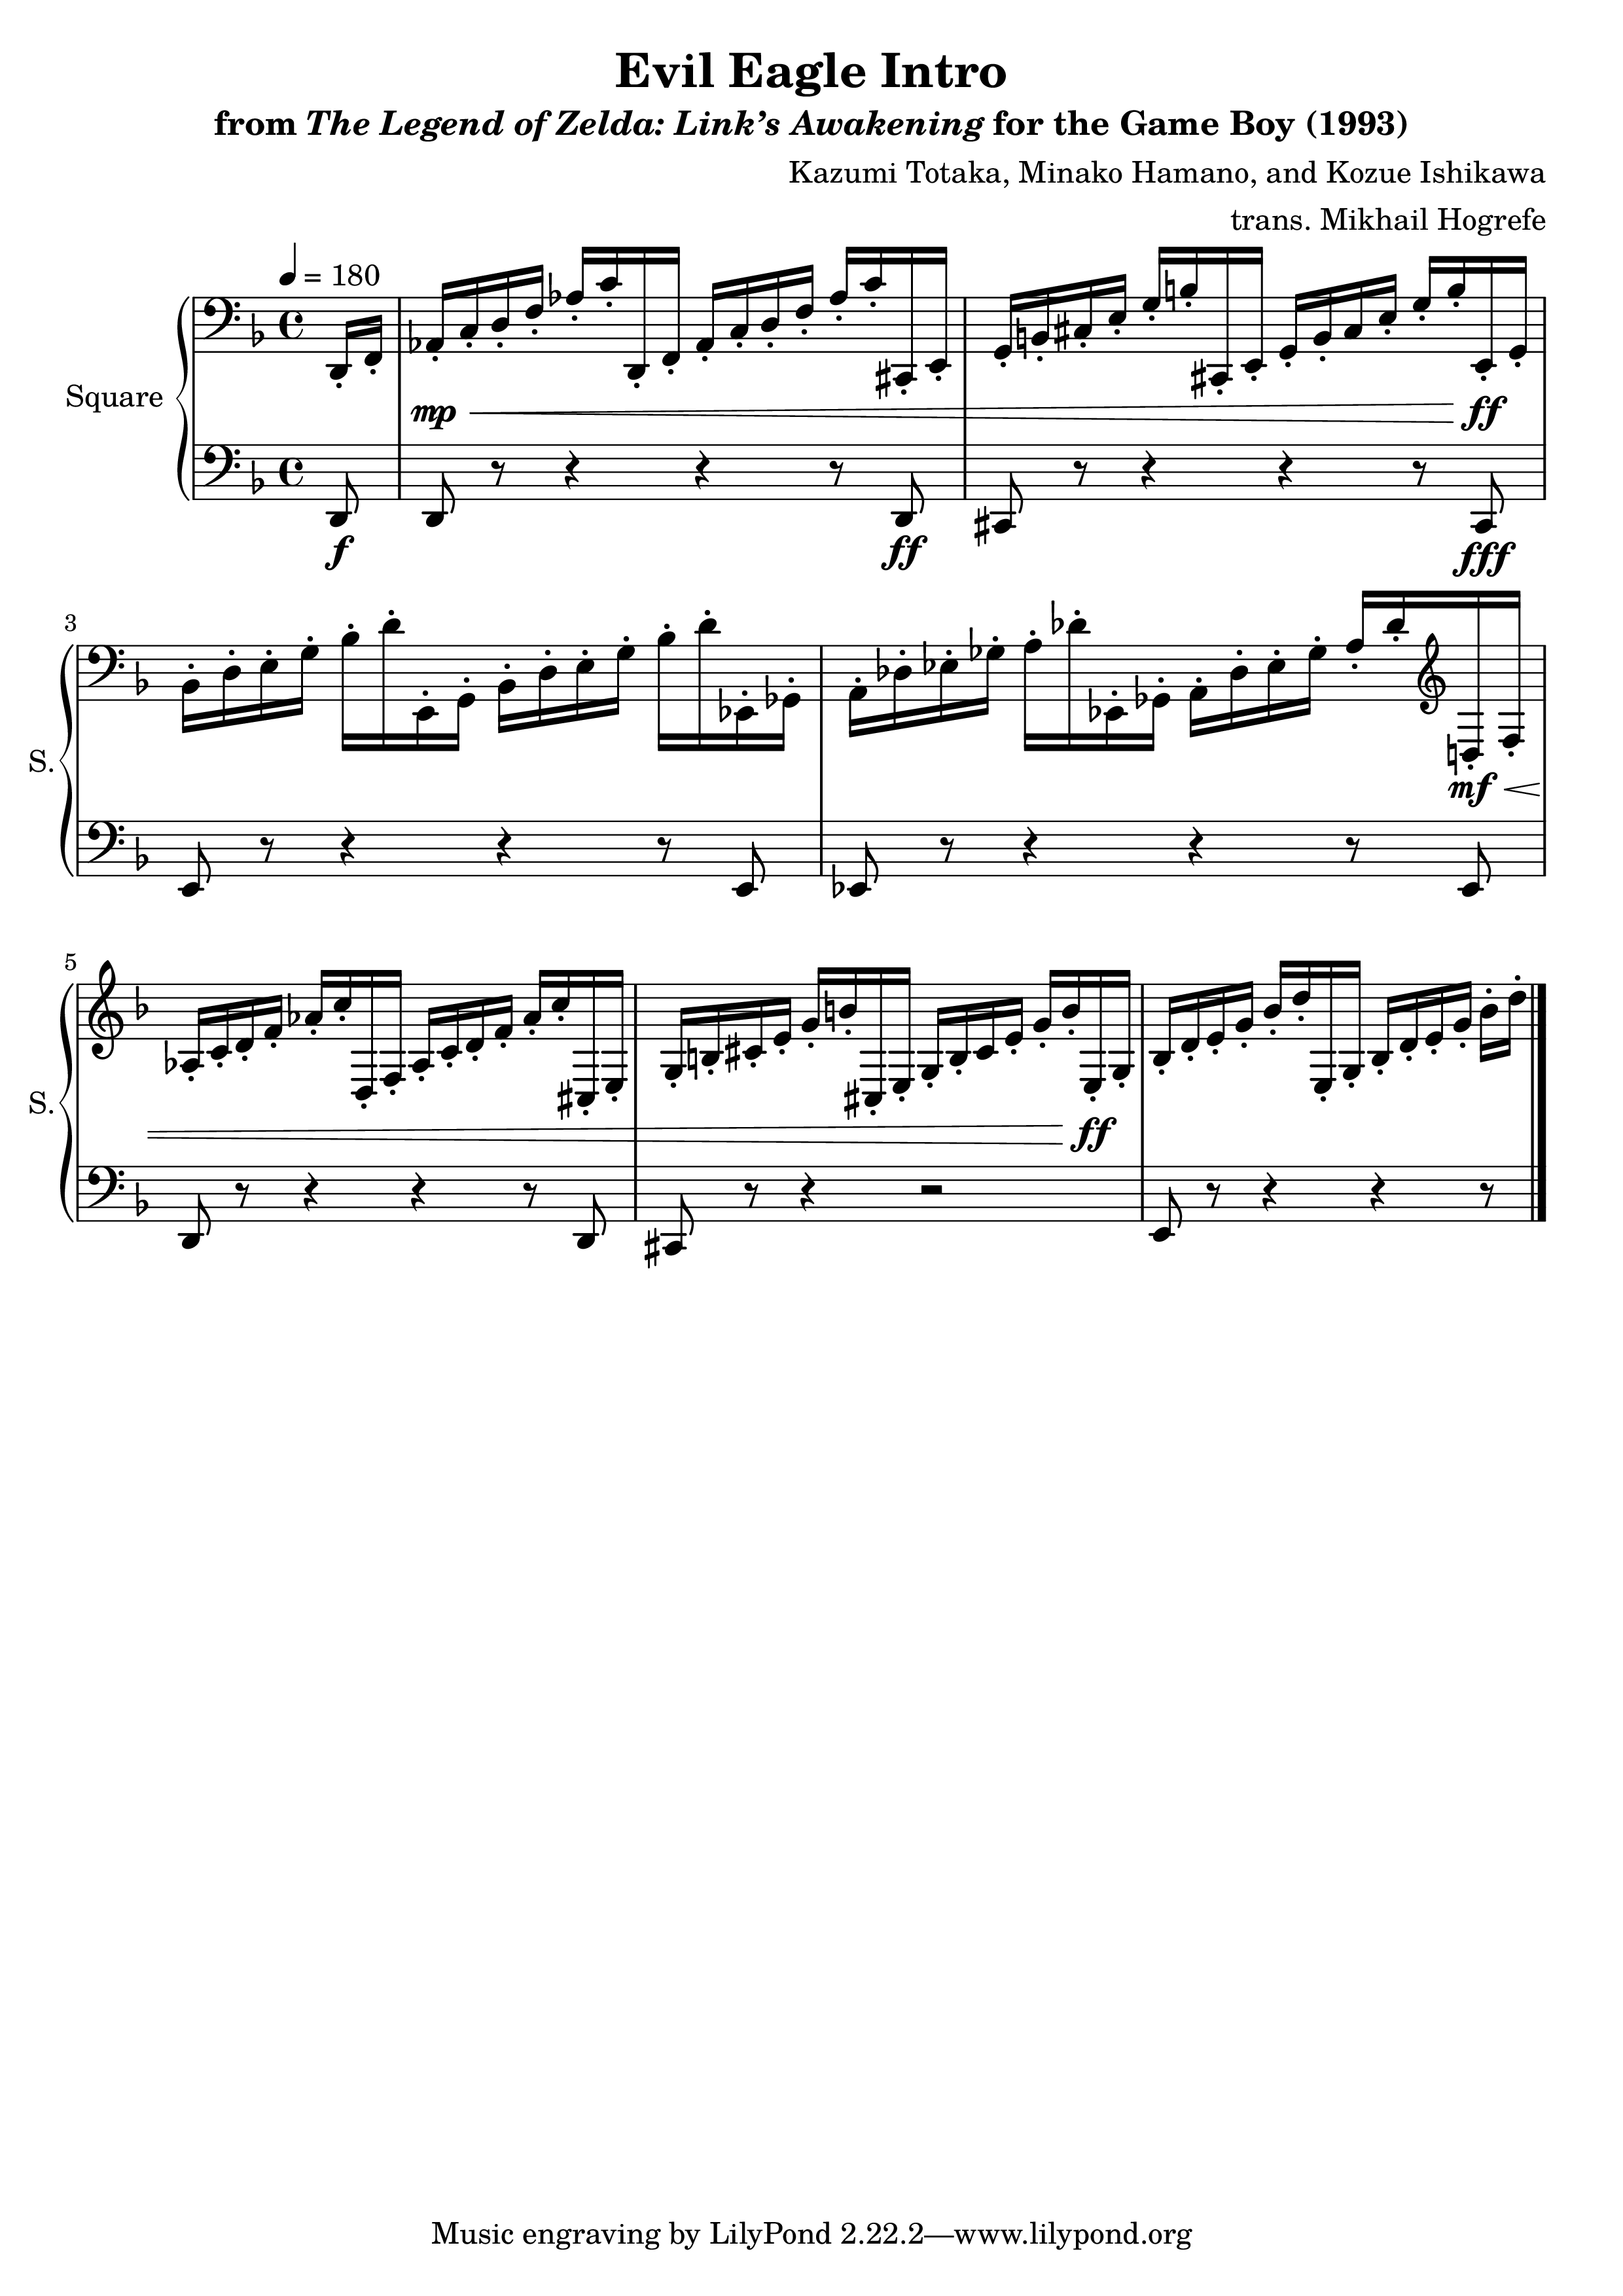 Evil Eagle Intro
from The Legend of Zelda: Link’s Awakening for the Game Boy (1993)
Kazumi Totaka, Minako Hamano, and Kozue Ishikawa
trans. Mikhail Hogrefe
= 180
Square
mp
ff
f
ff
fff
3
S.
mf
5
S.
ff
Music engraving by LilyPond 2.22.2—www.lilypond.org